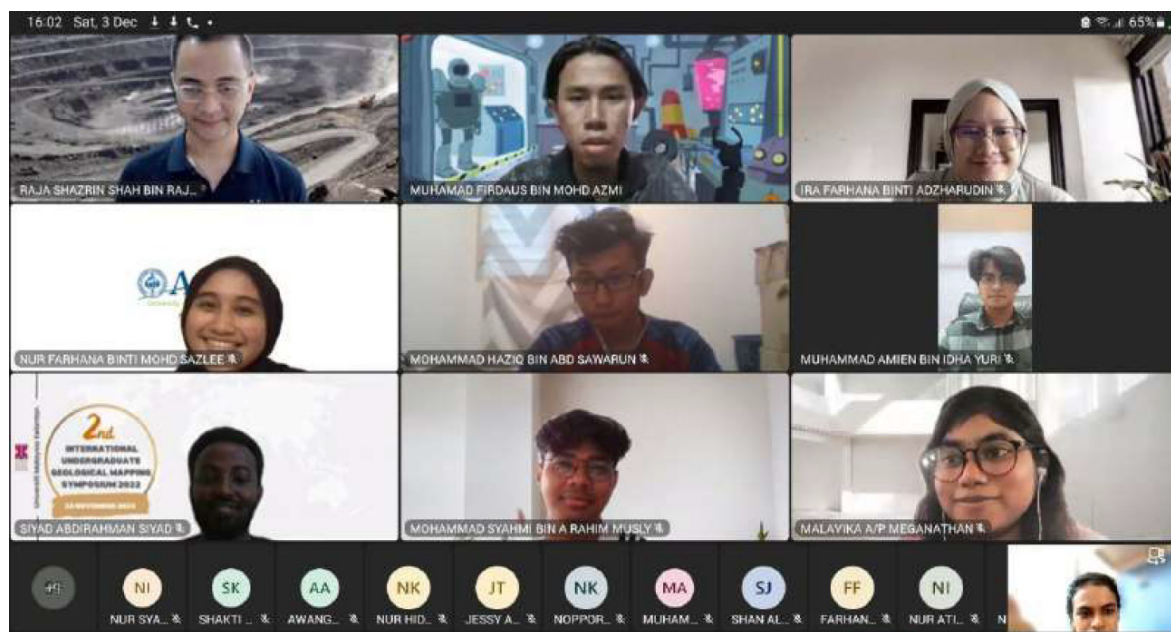 16:02 Sat, 3 Dec
65%
RAJA SHAZRIN SHAH BIN RAJ...
MUHAMAD FIRDAUS BIN MOHD AZMI
IRA FARHANA BINTI ADZHARUDIN
A
NUR FARHANA BINTI MOHD SAZLEE
MOHAMMAD HAZIQ BIN ABD SAWARUN
MUHAMMAD AMIEN BIN IDHA YURI
2nd
INTERNATIONAL
UNDERGRADUATE
GEOLOGICAL MAPPING
SYMPOSIUM 2022
SIYAD ABDIRAHMAN SIYAD
MOHAMMAD SYAHMI BIN A RAHIM MUSLY
MALAVIKA A/P MEGANATHAN
+9
NI
SK
AA
NK
JT
NK
MA
SJ
FF
NI
NUR SYA...
SHAKTI ...
AWANG...
NUR HID...
JESSY A...
NOPPOR...
MUHAM...
SHAN AL...
FARHAN...
NUR ATI...
N